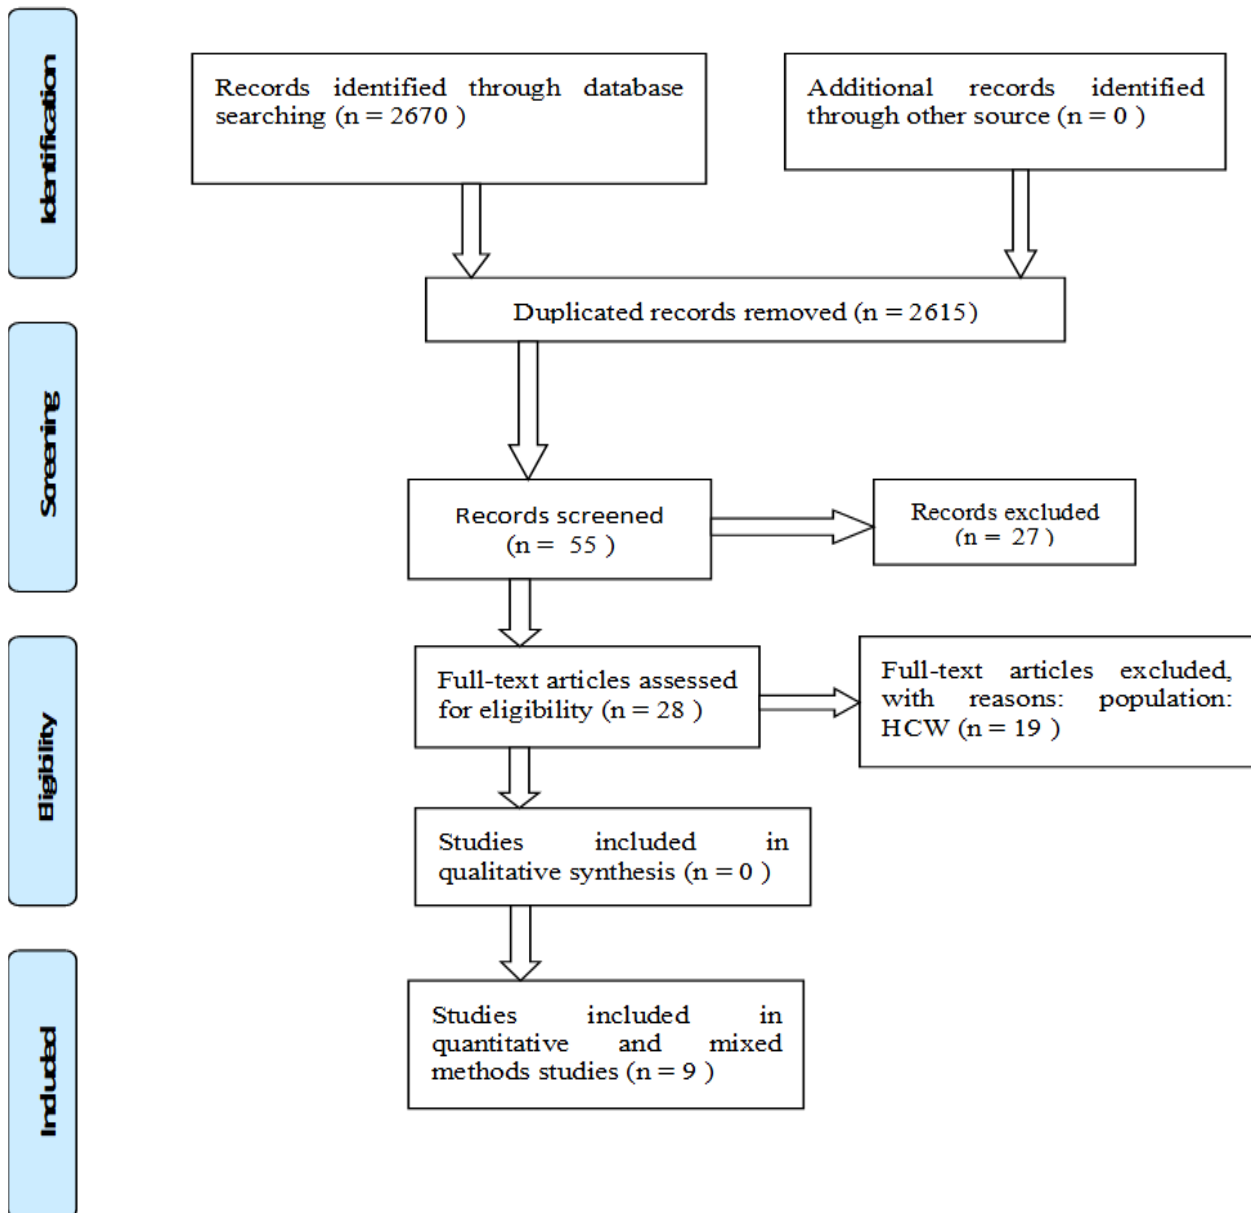 Identification
Records identified through database
searching (n = 2670 )
Additional records identified
through other source (n = 0 )
Duplicated records removed (n = 2615)
Screening
Records screened
(n = 55 )
Records excluded
(n = 27 )
Eligibility
Full-text articles assessed
for eligibility (n = 28 )
Full-text articles excluded,
with reasons: population:
HCW (n = 19 )
Studies included in
qualitative synthesis (n = 0 )
Included
Studies included in
quantitative and mixed
methods studies (n = 9 )